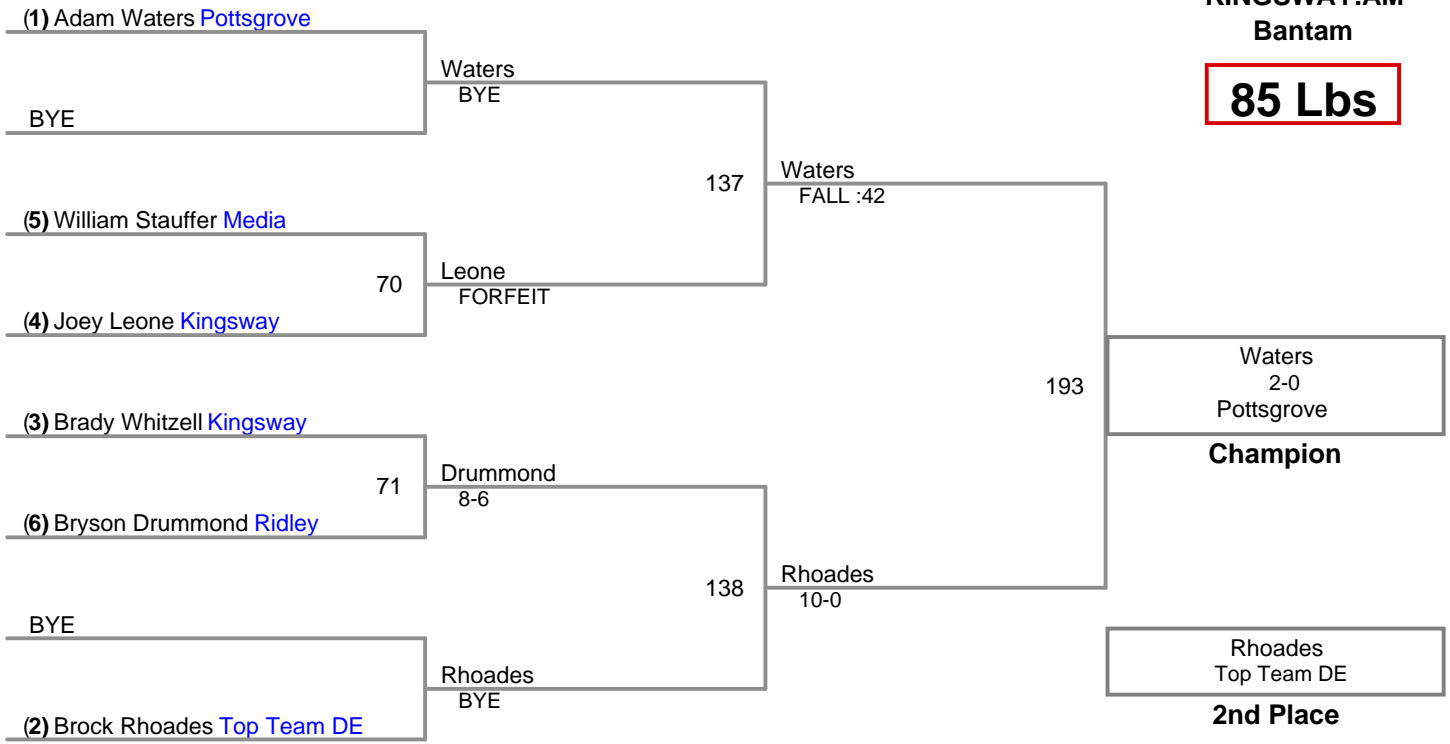 KINGSWAY.AM
Bantam
85 Lbs
(1) Adam Waters Pottsgrove
BYE
Waters
BYE
(5) William Stauffer Media
70
(4) Joey Leone Kingsway
Leone
FORFEIT
137
Waters
FALL :42
(3) Brady Whitzell Kingsway
71
(6) Bryson Drummond Ridley
Drummond
8-6
BYE
(2) Brock Rhoades Top Team DE
Rhoades
BYE
138
Rhoades
10-0
193
Waters
2-0
Pottsgrove
Champion
Rhoades
Top Team DE
2nd Place